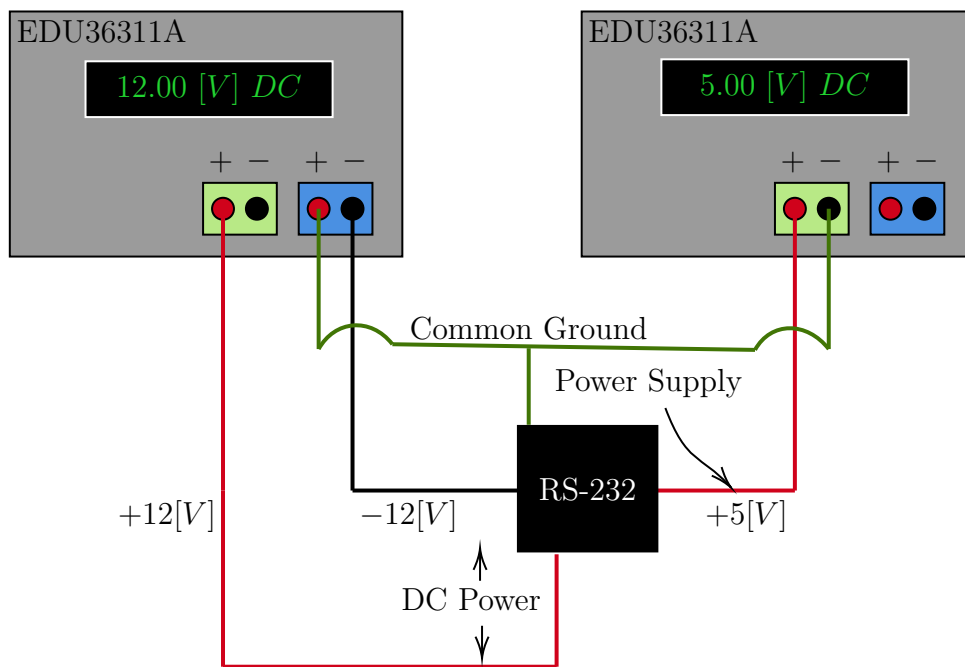 EDU36311A
12.00 [V] DC
+ − + −
EDU36311A
5.00 [V] DC
+ − + −
Common Ground
Power Supply
RS-232
+12[V]
−12[V]
+5[V]
DC Power